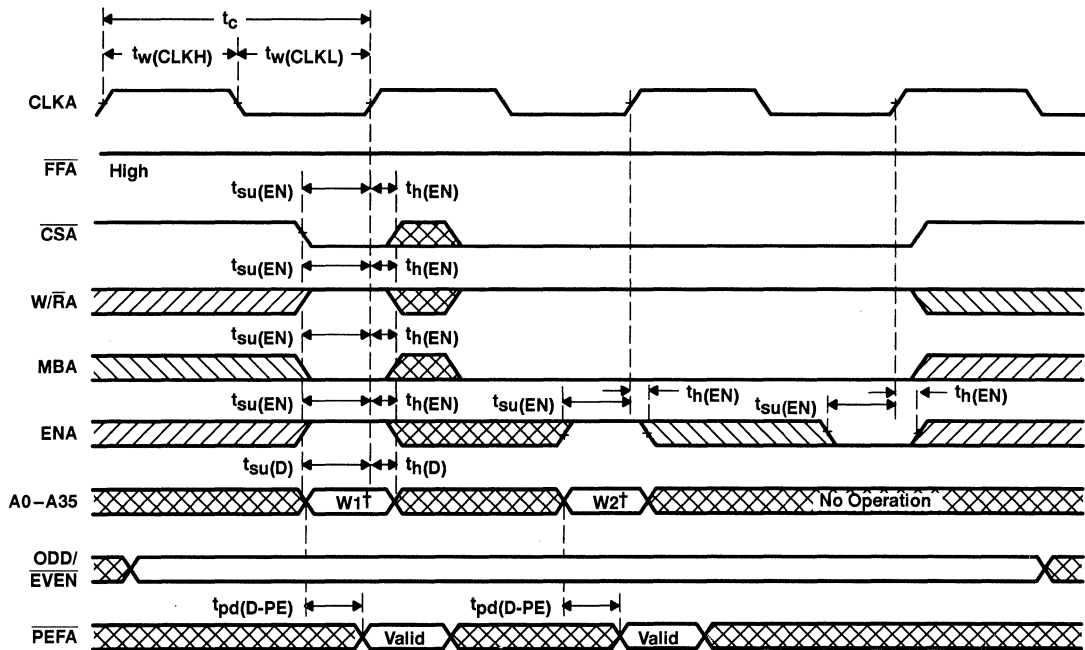 tc
tw(CLKH) tw(CLKL)
CLKA
FFA High
tsu(EN) th(EN)
CSA
tsu(EN) th(EN)
W/RA
tsu(EN) th(EN)
MBA
tsu(EN) th(EN) tsu(EN) th(EN) tsu(EN) th(EN)
ENA
tsu(D) th(D)
A0–A35 W1† W2† No Operation
ODD/
EVEN
tpd(D-PE) tpd(D-PE)
PEFA Valid Valid